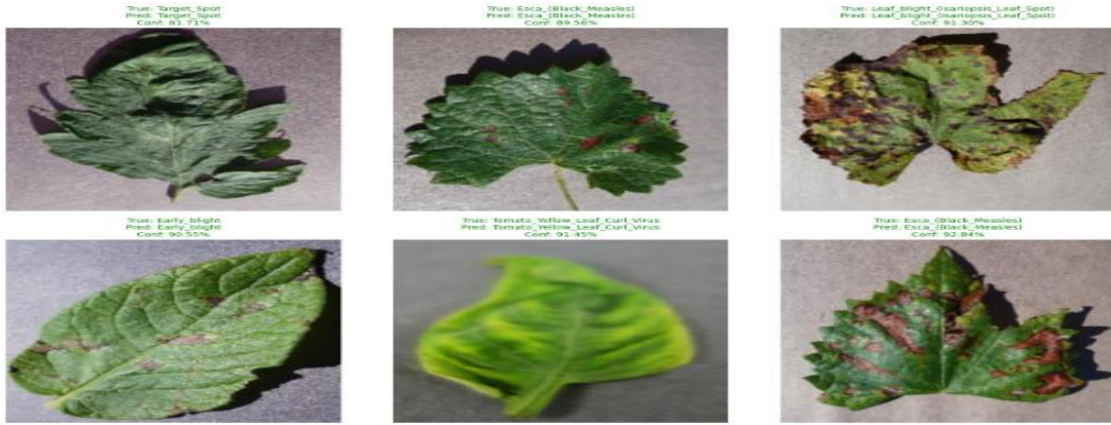 True: Target_Spot
Pred: Target_Spot
Conf: 81.71%
True: Esca_(Black_Measles)
Pred: Esca_(Black_Measles)
Conf: 89.56%
True: Leaf_blight_(Isariopsis_Leaf_Spot)
Pred: Leaf_blight_(Isariopsis_Leaf_Spot)
Conf: 91.30%
True: Early_blight
Pred: Early_blight
Conf: 90.55%
True: Tomato_Yellow_Leaf_Curl_Virus
Pred: Tomato_Yellow_Leaf_Curl_Virus
Conf: 91.45%
True: Esca_(Black_Measles)
Pred: Esca_(Black_Measles)
Conf: 92.84%